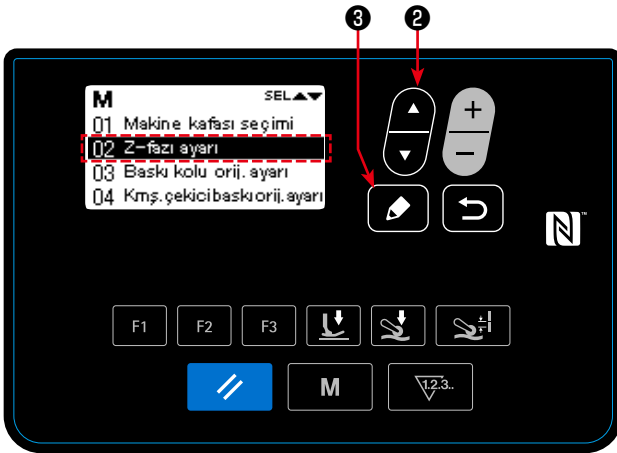 ❸ ❷
M SEL▲▼
01 Makine kafası seçimi
02 Z-fazı ayarı
03 Baskı kolu orij. ayarı
04 Kmş.çekicibaskıorij.ayarı
▲ +
▼ −
N™
F1 F2 F3
M 1.2.3..